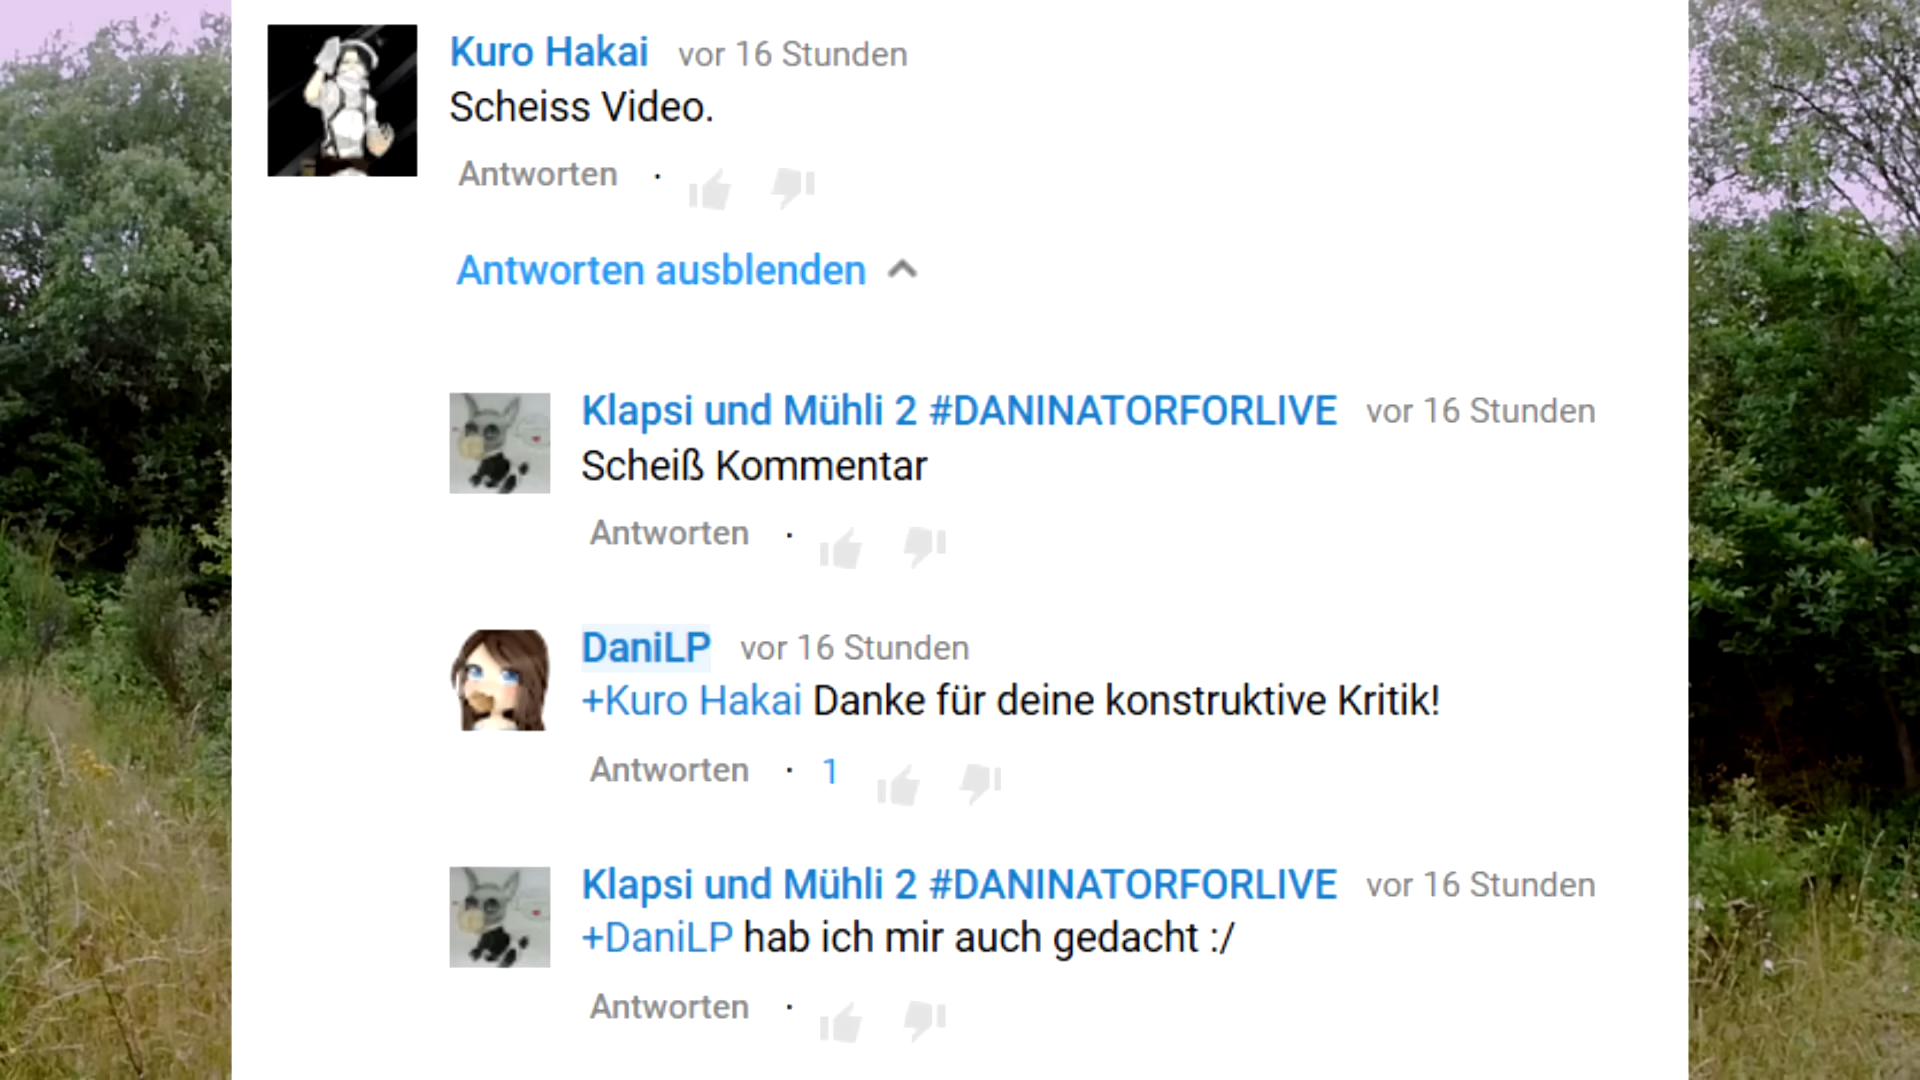 Kuro Hakai vor 16 Stunden
Scheiss Video.
Antworten ·
Antworten ausblenden
Klapsi und Mühli 2 #DANINATORFORLIVE vor 16 Stunden
Scheiß Kommentar
Antworten ·
DaniLP vor 16 Stunden
+Kuro Hakai Danke für deine konstruktive Kritik!
Antworten · 1
Klapsi und Mühli 2 #DANINATORFORLIVE vor 16 Stunden
+DaniLP hab ich mir auch gedacht :/
Antworten ·